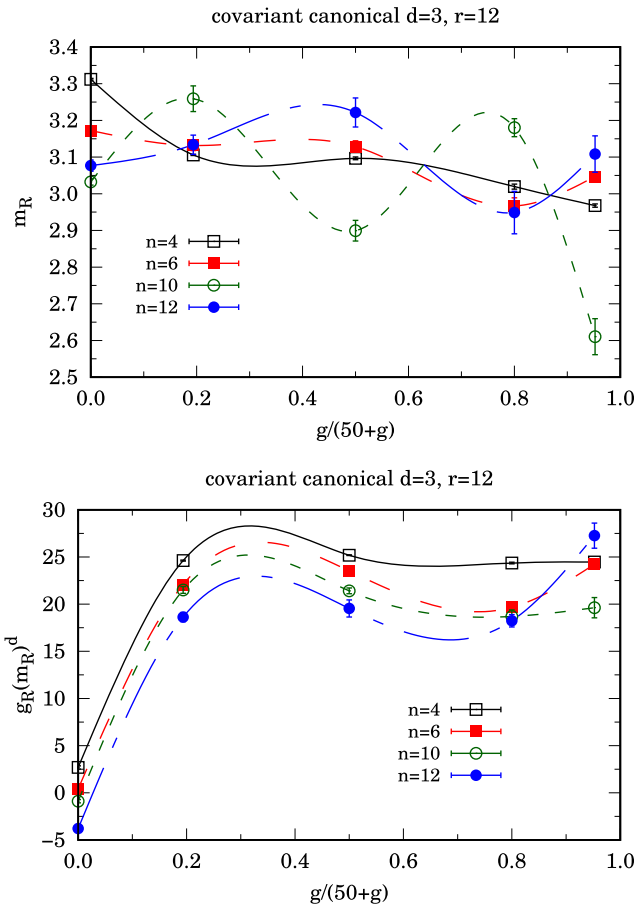 covariant canonical d=3, r=12
3.4
3.3
3.2
3.1
3.0
2.9
2.8
2.7
2.6
2.5
m_R
n=4
n=6
n=10
n=12
0.0 0.2 0.4 0.6 0.8 1.0
g/(50+g)
covariant canonical d=3, r=12
30
25
20
15
10
5
0
−5
g_R(m_R)^d
n=4
n=6
n=10
n=12
0.0 0.2 0.4 0.6 0.8 1.0
g/(50+g)